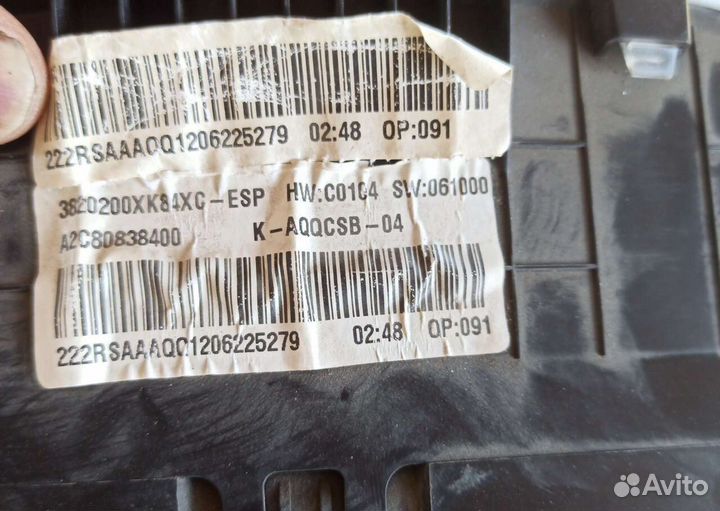 222RSAAAQQ1206225279 02:48 OP:091
3820200XK84XC-ESP HW:C0104 SW:061000
A2C80838400 K-AQQCSB-04
222RSAAAQQ1206225279 02:48 OP:091
Avito